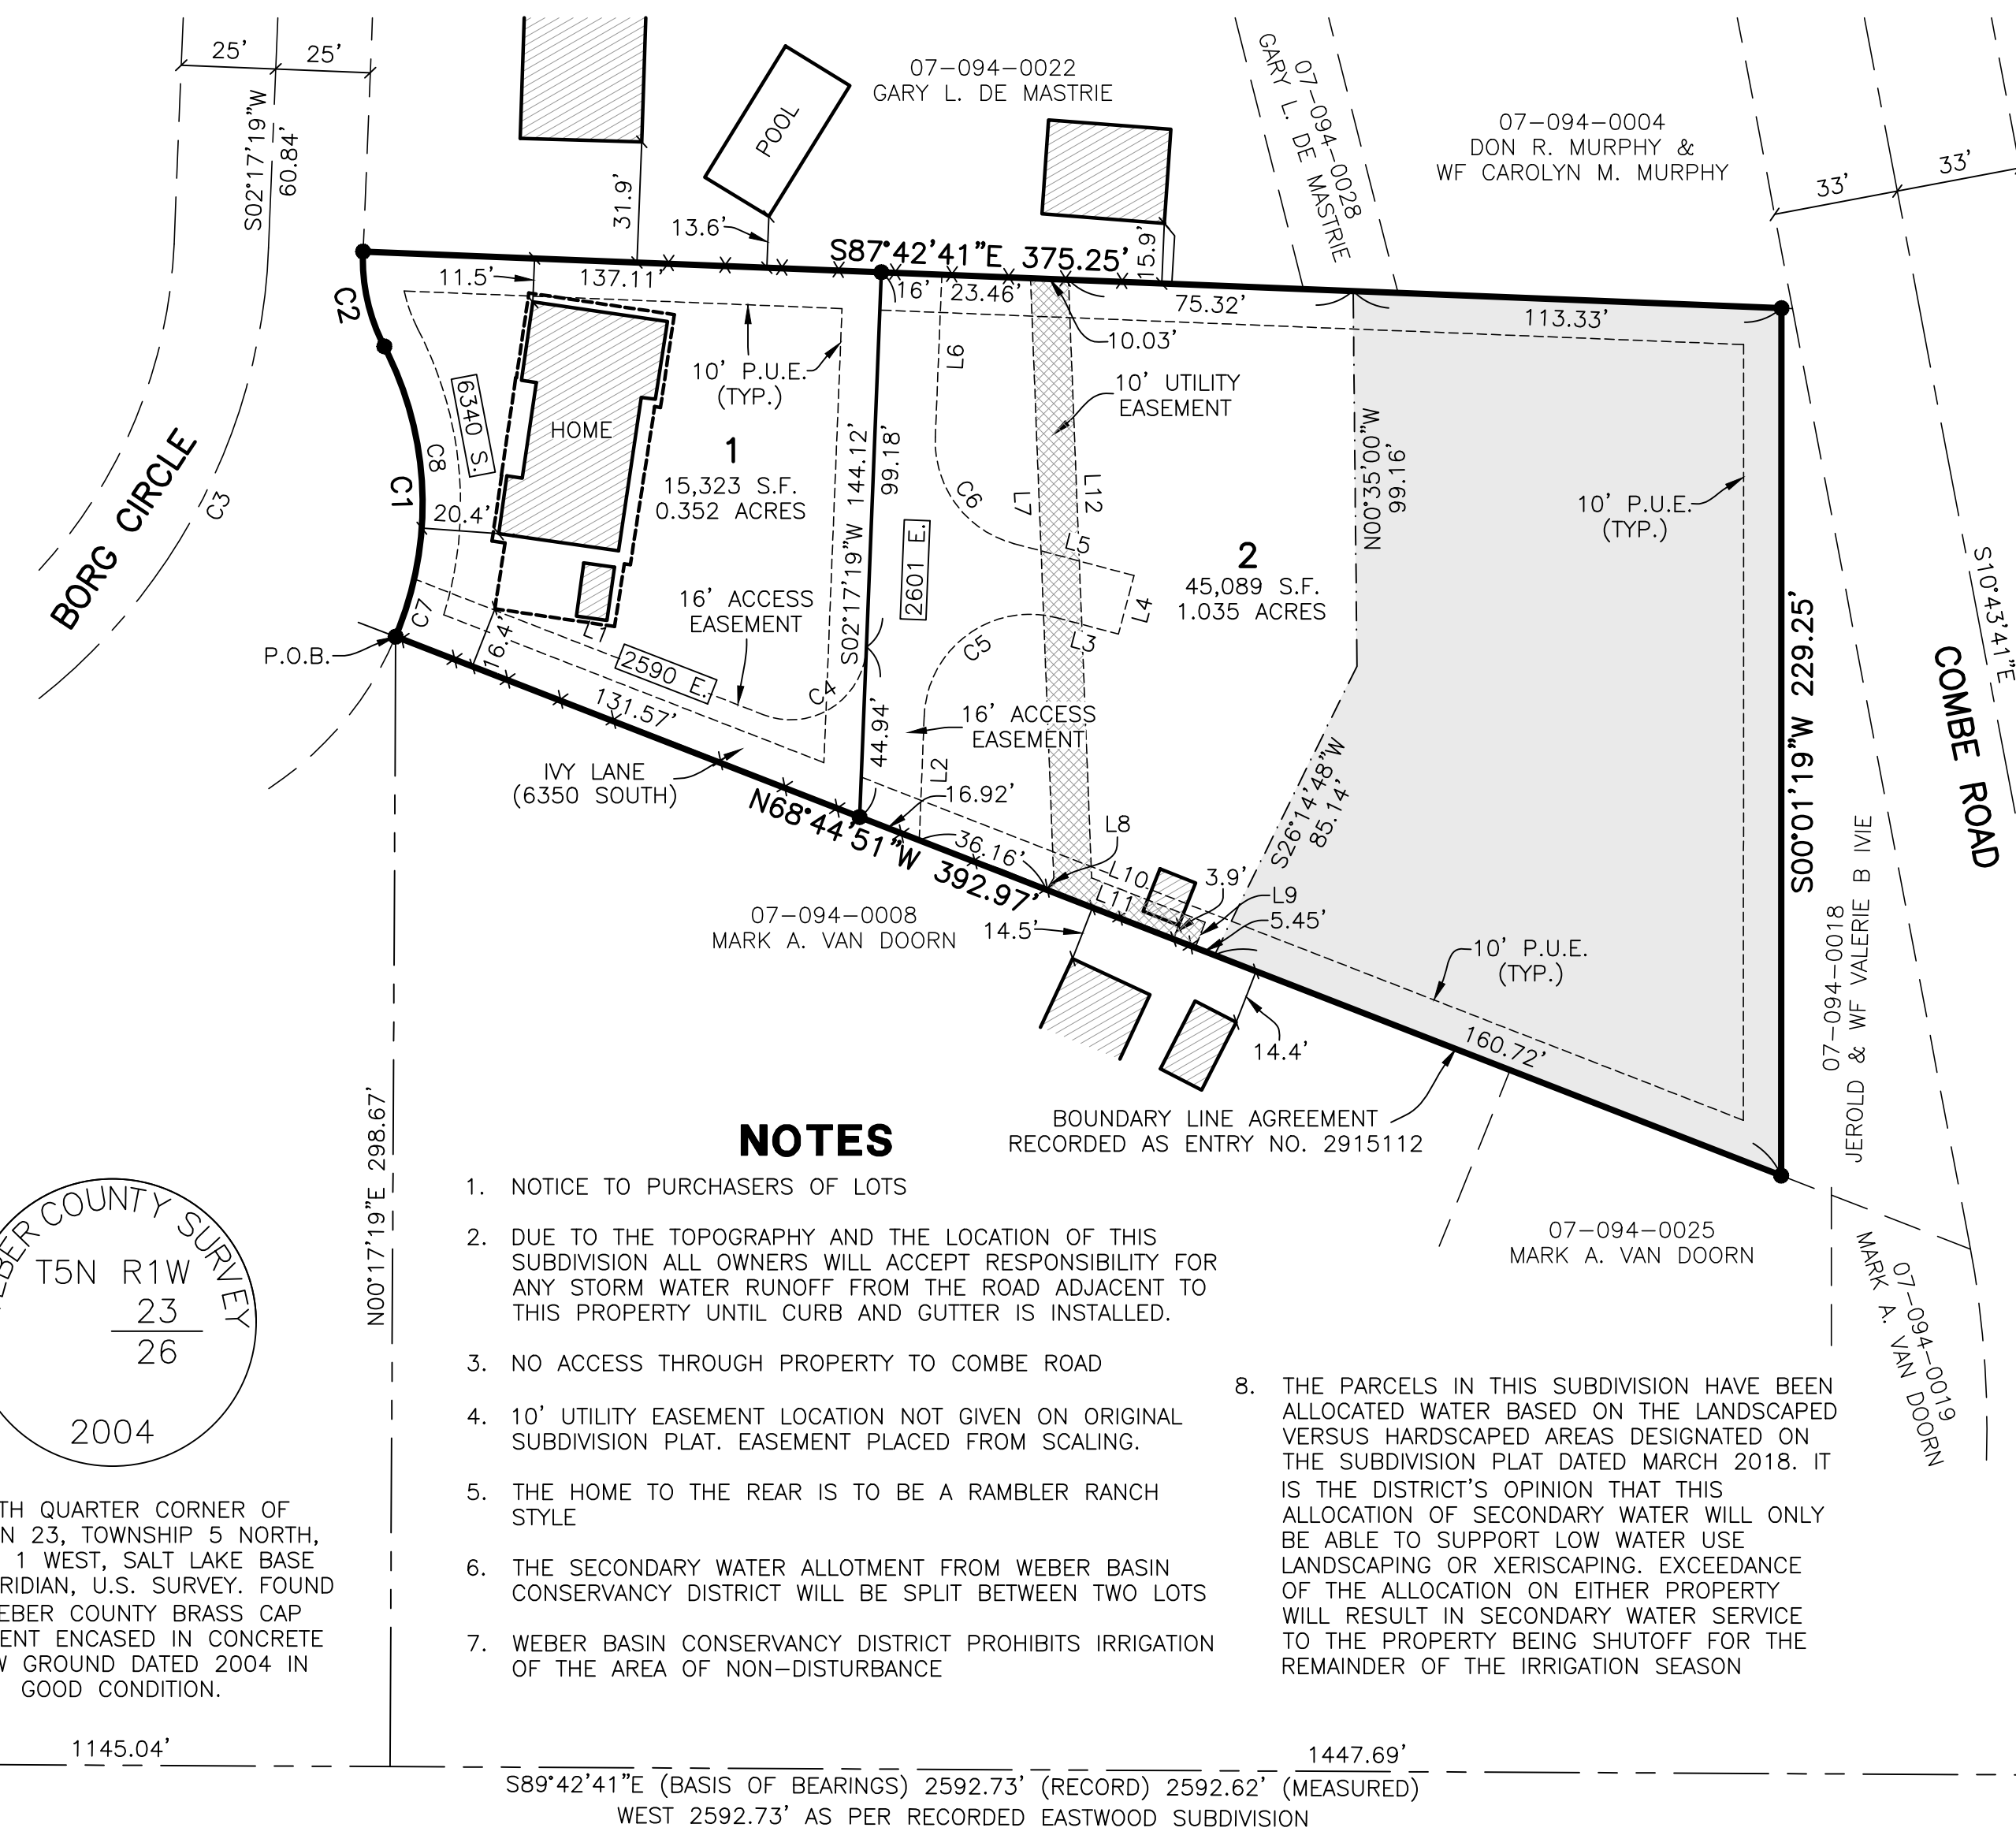 25'
25'
S02°17'19"W
60.84'
07-094-0022
GARY L. DE MASTRIE
POOL
07-094-0028
GARY L. DE MASTRIE
07-094-0004
DON R. MURPHY &
WF CAROLYN M. MURPHY
33'
33'
31.9'
13.6'
15.9'
S87°42'41"E 375.25'
11.5'
137.11'
16'
23.46'
75.32'
113.33'
10.03'
C2
L6
10' P.U.E.
(TYP.)
10' UTILITY
EASEMENT
6340 S.
HOME
1
15,323 S.F.
0.352 ACRES
S02°17'19"W 144.12'
99.18'
C8
C1
20.4'
C6
L7
L12
L5
N00°35'00"W
99.16'
10' P.U.E.
(TYP.)
BORG CIRCLE
C3
2601 E.
2
45,089 S.F.
1.035 ACRES
S10°43'41"E
C7
L1
16' ACCESS
EASEMENT
L4
L3
C5
P.O.B.
16.4'
2590 E.
C4
131.57'
S00°01'19"W 229.25'
COMBE ROAD
44.94'
16' ACCESS
EASEMENT
L2
IVY LANE
(6350 SOUTH)
16.92'
N68°44'51"W 392.97'
36.16'
L8
S26°14'48"W
85.14'
L10
L11
3.9'
L9
5.45'
07-094-0008
MARK A. VAN DOORN
14.5'
10' P.U.E.
(TYP.)
07-094-0018
JEROLD & WF VALERIE B IVIE
14.4'
160.72'
BOUNDARY LINE AGREEMENT
RECORDED AS ENTRY NO. 2915112
N00°17'19"E 298.67'
07-094-0025
MARK A. VAN DOORN
07-094-0019
MARK A. VAN DOORN
BER COUNTY SURVEY
T5N R1W
23
26
2004
TH QUARTER CORNER OF
N 23, TOWNSHIP 5 NORTH,
1 WEST, SALT LAKE BASE
RIDIAN, U.S. SURVEY. FOUND
EBER COUNTY BRASS CAP
ENT ENCASED IN CONCRETE
W GROUND DATED 2004 IN
GOOD CONDITION.
NOTES
1. NOTICE TO PURCHASERS OF LOTS
2. DUE TO THE TOPOGRAPHY AND THE LOCATION OF THIS
SUBDIVISION ALL OWNERS WILL ACCEPT RESPONSIBILITY FOR
ANY STORM WATER RUNOFF FROM THE ROAD ADJACENT TO
THIS PROPERTY UNTIL CURB AND GUTTER IS INSTALLED.
3. NO ACCESS THROUGH PROPERTY TO COMBE ROAD
4. 10' UTILITY EASEMENT LOCATION NOT GIVEN ON ORIGINAL
SUBDIVISION PLAT. EASEMENT PLACED FROM SCALING.
5. THE HOME TO THE REAR IS TO BE A RAMBLER RANCH
STYLE
6. THE SECONDARY WATER ALLOTMENT FROM WEBER BASIN
CONSERVANCY DISTRICT WILL BE SPLIT BETWEEN TWO LOTS
7. WEBER BASIN CONSERVANCY DISTRICT PROHIBITS IRRIGATION
OF THE AREA OF NON-DISTURBANCE
8. THE PARCELS IN THIS SUBDIVISION HAVE BEEN
ALLOCATED WATER BASED ON THE LANDSCAPED
VERSUS HARDSCAPED AREAS DESIGNATED ON
THE SUBDIVISION PLAT DATED MARCH 2018. IT
IS THE DISTRICT'S OPINION THAT THIS
ALLOCATION OF SECONDARY WATER WILL ONLY
BE ABLE TO SUPPORT LOW WATER USE
LANDSCAPING OR XERISCAPING. EXCEEDANCE
OF THE ALLOCATION ON EITHER PROPERTY
WILL RESULT IN SECONDARY WATER SERVICE
TO THE PROPERTY BEING SHUTOFF FOR THE
REMAINDER OF THE IRRIGATION SEASON
1145.04'
1447.69'
S89°42'41"E (BASIS OF BEARINGS) 2592.73' (RECORD) 2592.62' (MEASURED)
WEST 2592.73' AS PER RECORDED EASTWOOD SUBDIVISION